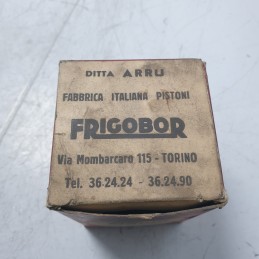 DITTA ARRU
FABBRICA ITALIANA PISTONI
FRIGOBOR
Via Mombarcaro 115 - TORINO
Tel. 36.24.24 - 36.24.90